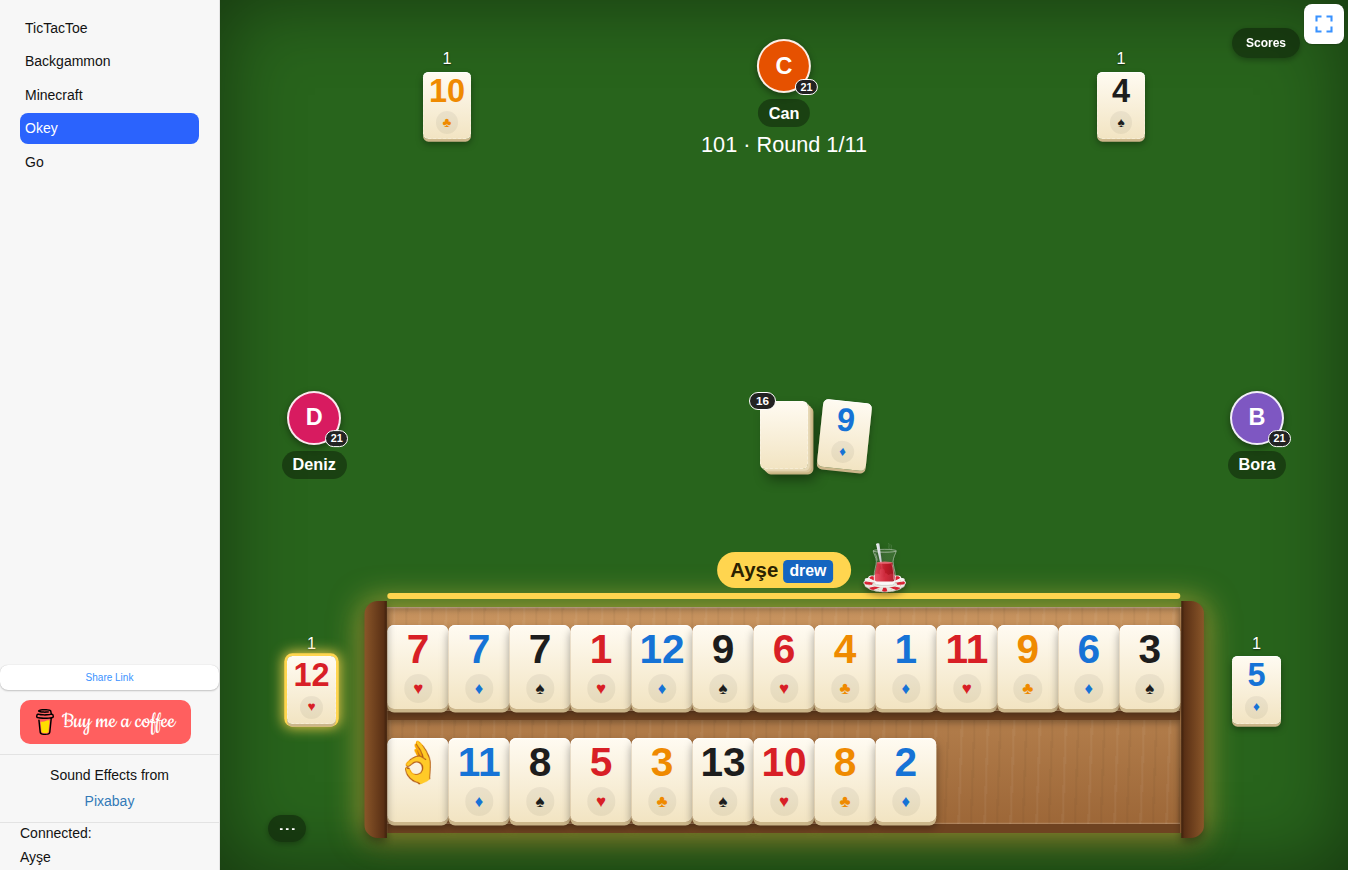 TicTacToe
Backgammon
Minecraft
Okey
Go
Share Link
Buy me a coffee
Sound Effects from
Pixabay
Connected:
Ayşe
Scores
1
10
C
21
Can
101 · Round 1/11
1
4
D
21
Deniz
16
9
B
21
Bora
Ayşe drew
1
12
7 7 7 1 12 9 6 4 1 11 9 6 3
11 8 5 3 13 10 8 2
1
5
...